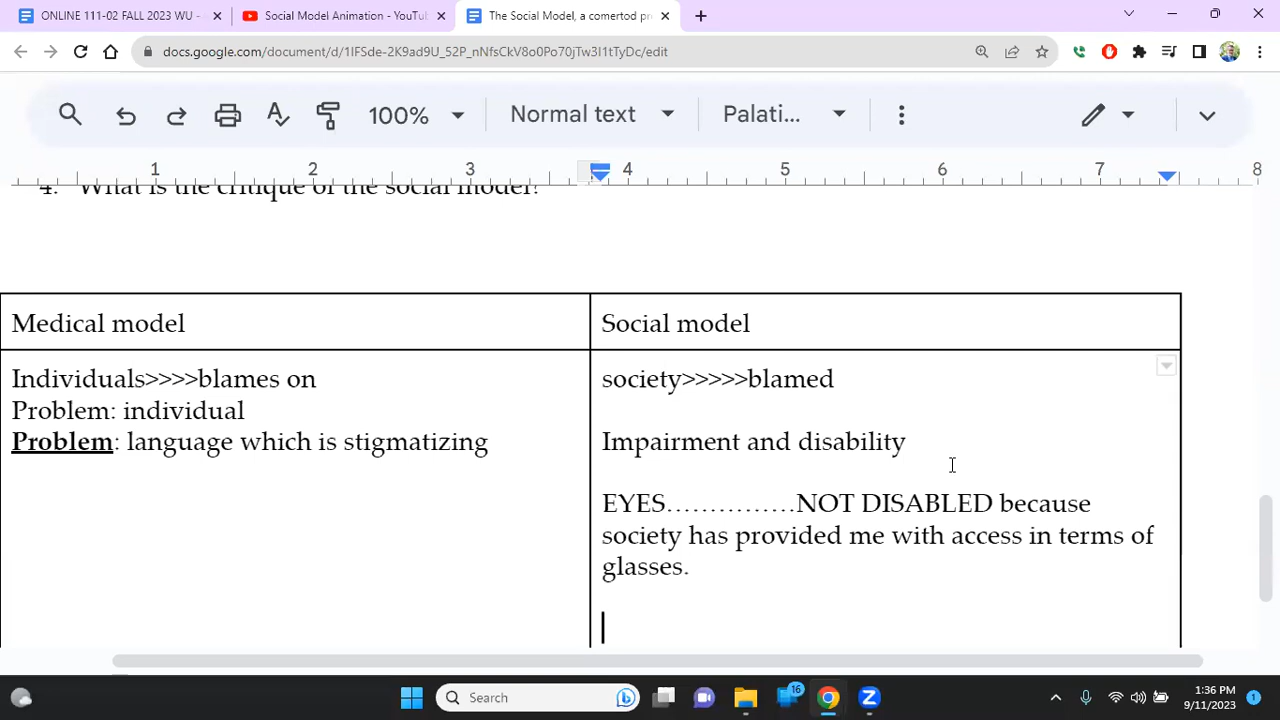 ONLINE 111-02 FALL 2023 WU -
Social Model Animation - YouTu
The Social Model, a comertod pr
docs.google.com/document/d/1IFSde-2K9ad9U_52P_nNfsCkV8o0Po70jTw3I1tTyDc/edit
100%
Normal text
Palati...
1 2 3 4 5 6 7 8
4. What is the critique of the social model?
Medical model
Social model
Individuals>>>>blames on
Problem: individual
Problem: language which is stigmatizing
society>>>>>blamed
Impairment and disability
EYES……………NOT DISABLED because
society has provided me with access in terms of
glasses.
Search
16
1:36 PM
9/11/2023
1